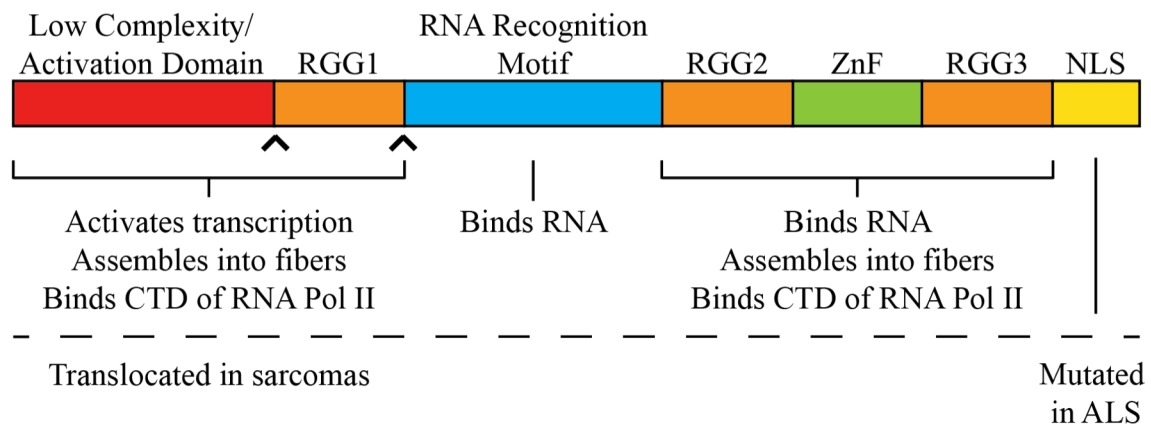 Low Complexity/
Activation Domain
RGG1
RNA Recognition
Motif
RGG2
ZnF
RGG3
NLS
Activates transcription
Assembles into fibers
Binds CTD of RNA Pol II
Binds RNA
Binds RNA
Assembles into fibers
Binds CTD of RNA Pol II
Translocated in sarcomas
Mutated
in ALS